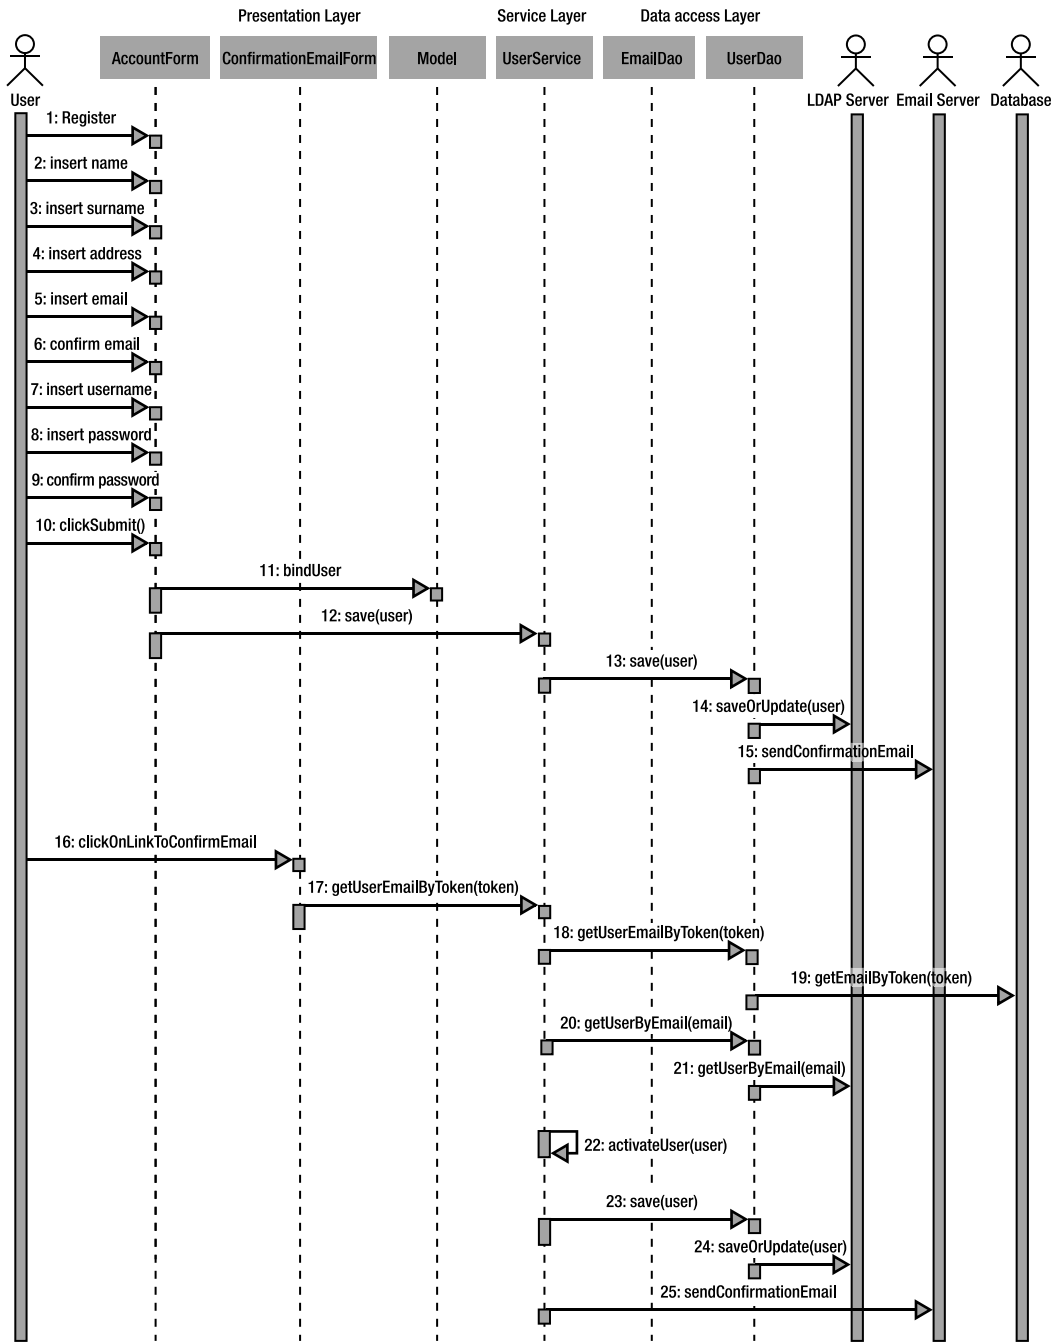 Presentation Layer Service Layer Data access Layer
AccountForm ConfirmationEmailForm Model UserService EmailDao UserDao
User LDAP Server Email Server Database
1: Register
2: insert name
3: insert surname
4: insert address
5: insert email
6: confirm email
7: insert username
8: insert password
9: confirm password
10: clickSubmit()
11: bindUser
12: save(user)
13: save(user)
14: saveOrUpdate(user)
15: sendConfirmationEmail
16: clickOnLinkToConfirmEmail
17: getUserEmailByToken(token)
18: getUserEmailByToken(token)
19: getEmailByToken(token)
20: getUserByEmail(email)
21: getUserByEmail(email)
22: activateUser(user)
23: save(user)
24: saveOrUpdate(user)
25: sendConfirmationEmail